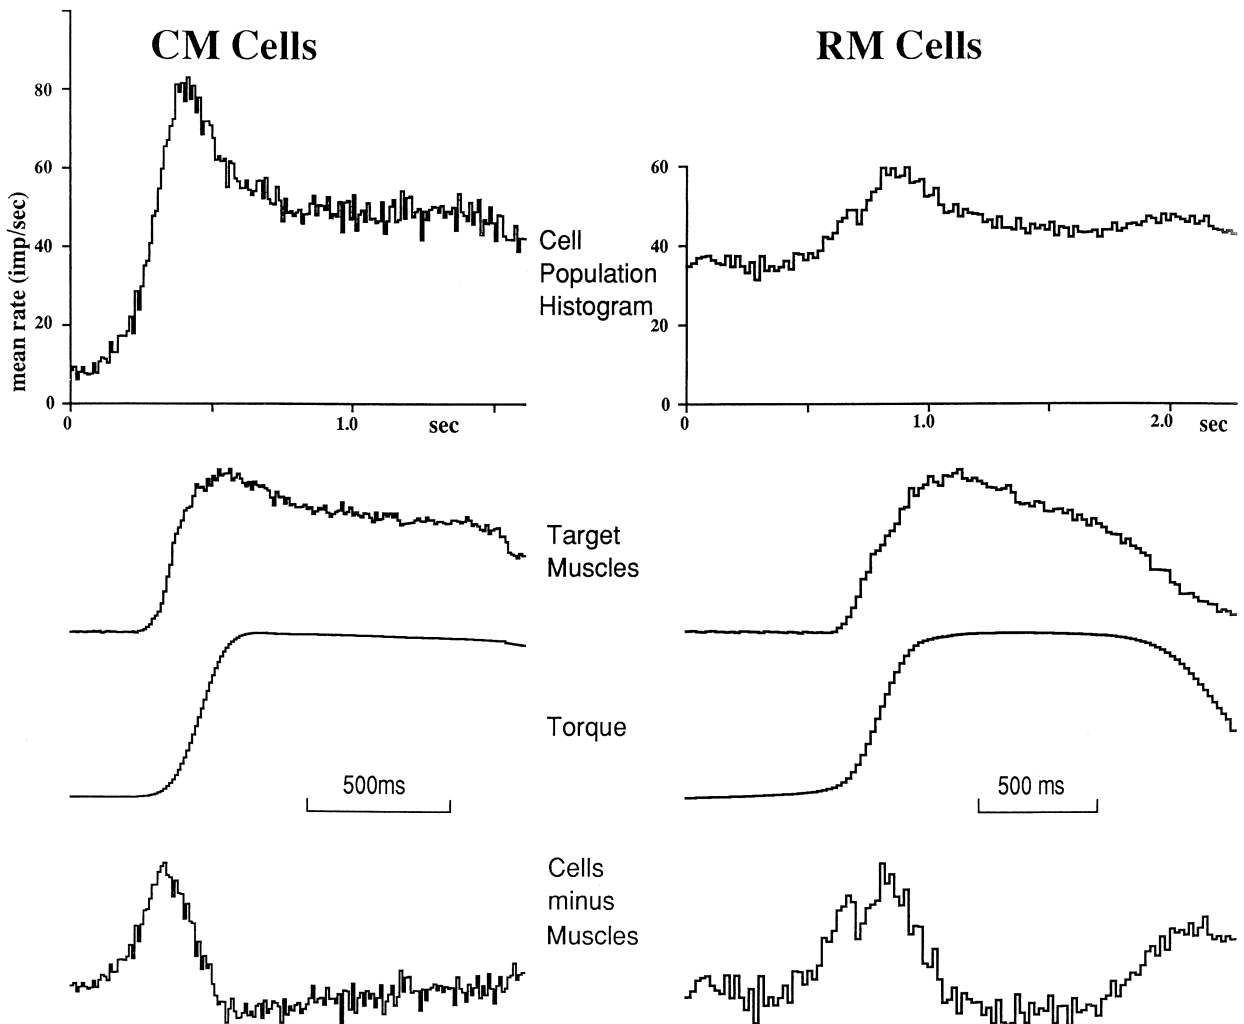 CM Cells
RM Cells
mean rate (imp/sec)
80
60
40
20
0
0
1.0
sec
Cell
Population
Histogram
60
40
20
0
0
1.0
2.0
sec
Target
Muscles
Torque
500ms
500 ms
Cells
minus
Muscles